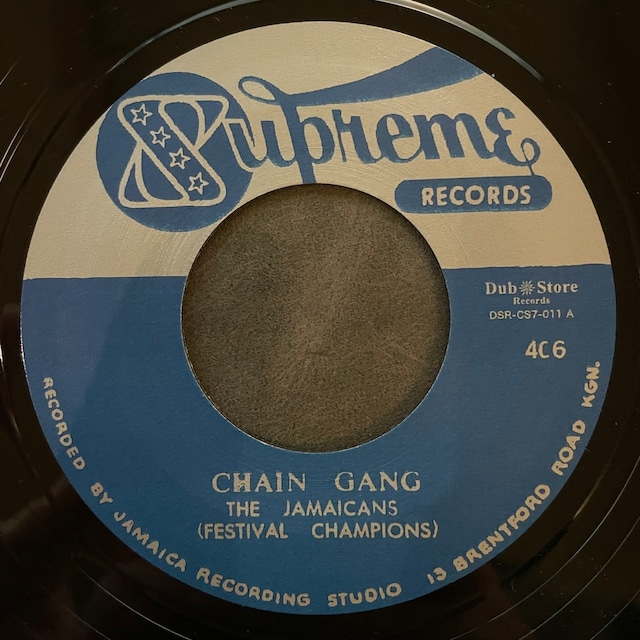 Supreme
RECORDS
Dub Store
Records
DSR-CS7-011 A
4C6
CHAIN GANG
THE JAMAICANS
(FESTIVAL CHAMPIONS)
RECORDED BY JAMAICA RECORDING STUDIO 13 BRENTFORD ROAD KGN.